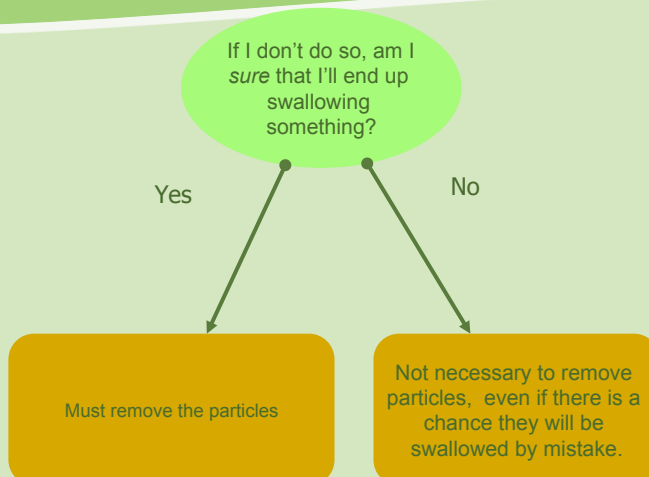 If I don’t do so, am I
sure that I’ll end up
swallowing
something?
Yes
No
Must remove the particles
Not necessary to remove
particles,  even if there is a
chance they will be
swallowed by mistake.